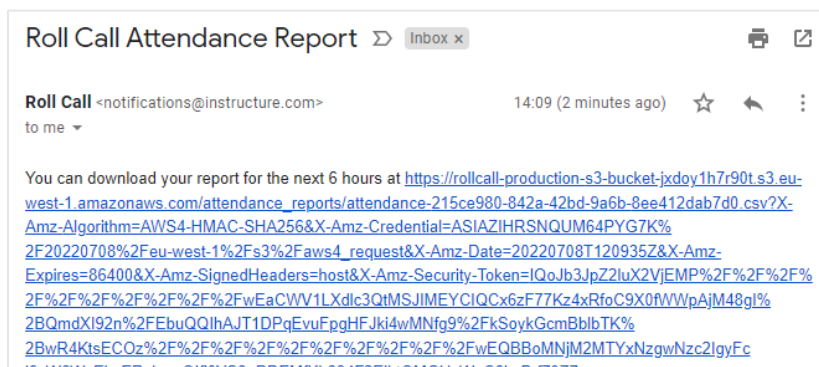 Roll Call Attendance Report Inbox x
Roll Call <notifications@instructure.com> 14:09 (2 minutes ago)
to me
You can download your report for the next 6 hours at https://rollcall-production-s3-bucket-jxdoy1h7r90t.s3.eu-
west-1.amazonaws.com/attendance_reports/attendance-215ce980-842a-42bd-9a6b-8ee412dab7d0.csv?X-
Amz-Algorithm=AWS4-HMAC-SHA256&X-Amz-Credential=ASIAZIHRSNQUM64PYG7K%
2F20220708%2Feu-west-1%2Fs3%2Faws4_request&X-Amz-Date=20220708T120935Z&X-Amz-
Expires=86400&X-Amz-SignedHeaders=host&X-Amz-Security-Token=IQoJb3JpZ2luX2VjEMP%2F%2F%2F%
2F%2F%2F%2F%2F%2F%2FwEaCWV1LXdlc3QtMSJIMEYCIQCx6zF77Kz4xRfoC9X0fWWpAjM48gI%
2BQmdXI92n%2FEbuQQIhAJT1DPqEvuFpgHFJki4wMNfg9%2FkSoykGcmBblbTK%
2BwR4KtsECOz%2F%2F%2F%2F%2F%2F%2F%2F%2F%2FwEQBBoMNjM2MTYxNzgwNzc2IgyFc